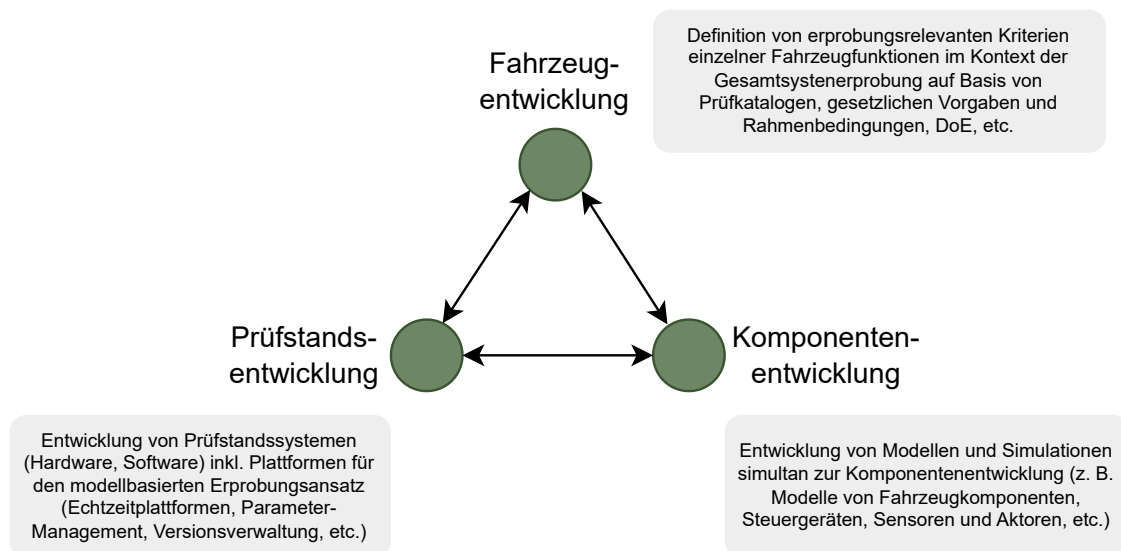 Fahrzeug-
entwicklung
Definition von erprobungsrelevanten Kriterien
einzelner Fahrzeugfunktionen im Kontext der
Gesamtsystenerprobung auf Basis von
Prüfkatalogen, gesetzlichen Vorgaben und
Rahmenbedingungen, DoE, etc.
Prüfstands-
entwicklung
Komponenten-
entwicklung
Entwicklung von Prüfstandssystemen
(Hardware, Software) inkl. Plattformen für
den modellbasierten Erprobungsansatz
(Echtzeitplattformen, Parameter-
Management, Versionsverwaltung, etc.)
Entwicklung von Modellen und Simulationen
simultan zur Komponentenentwicklung (z. B.
Modelle von Fahrzeugkomponenten,
Steuergeräten, Sensoren und Aktoren, etc.)